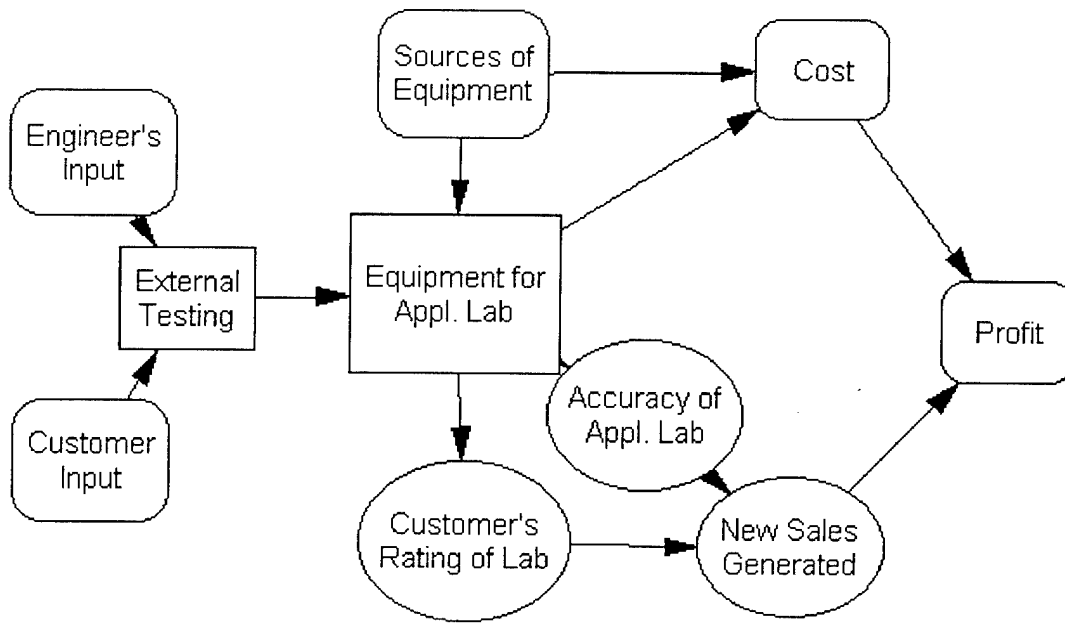 Sources of
Equipment
Cost
Engineer's
Input
External
Testing
Equipment for
Appl. Lab
Profit
Customer
Input
Accuracy of
Appl. Lab
Customer's
Rating of Lab
New Sales
Generated